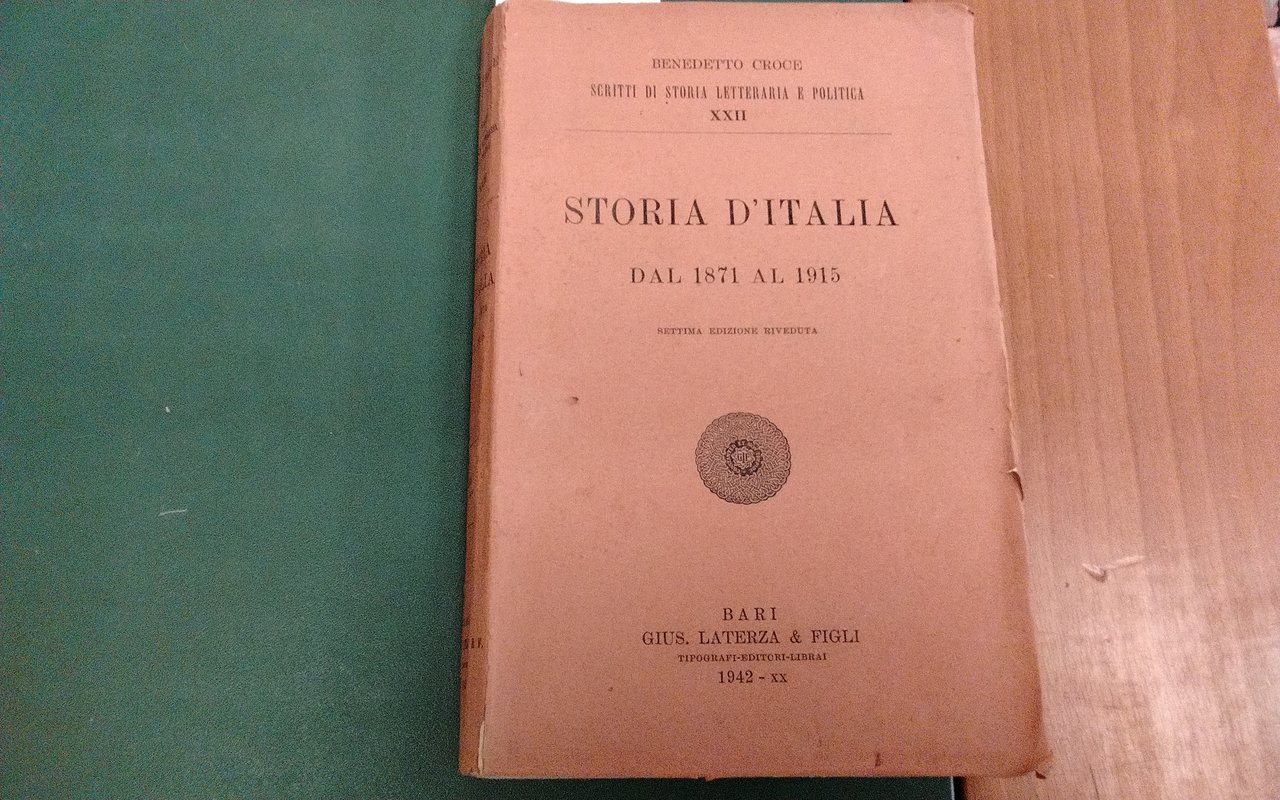 BENEDETTO CROCE
SCRITTI DI STORIA LETTERARIA E POLITICA
XXII
STORIA D'ITALIA
DAL 1871 AL 1915
SETTIMA EDIZIONE RIVEDUTA
BARI
GIUS. LATERZA & FIGLI
TIPOGRAFI-EDITORI-LIBRAI
1942 - XX